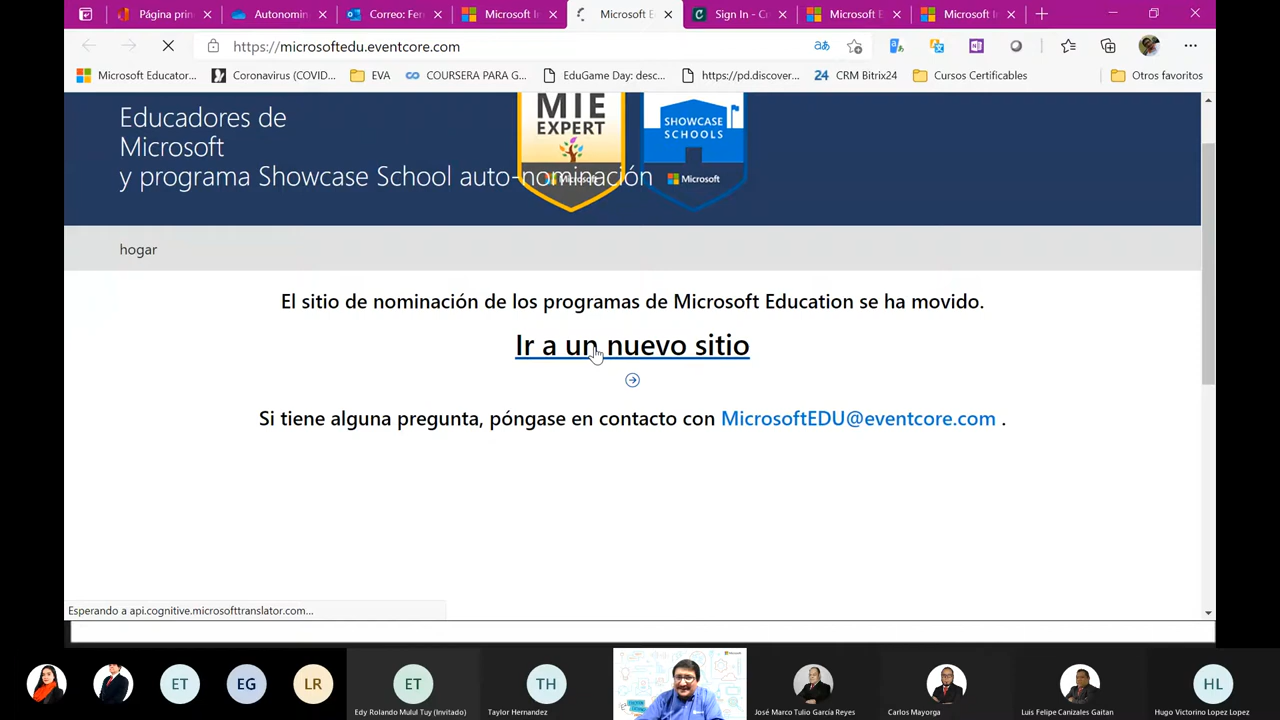 Página prin
Autonomin
Correo: Fer
Microsoft I
Microsoft E
Sign In - C
Microsoft E
Microsoft I
https://microsoftedu.eventcore.com
Microsoft Educator...
Coronavirus (COVID...
EVA
COURSERA PARA G...
EduGame Day: desc...
https://pd.discover...
24 CRM Bitrix24
Cursos Certificables
Otros favoritos
Educadores de
Microsoft
y programa Showcase School auto-nominación
MIE
EXPERT
Microsoft
SHOWCASE
SCHOOLS
Microsoft
hogar
El sitio de nominación de los programas de Microsoft Education se ha movido.
Ir a un nuevo sitio
Si tiene alguna pregunta, póngase en contacto con MicrosoftEDU@eventcore.com .
Esperando a api.cognitive.microsofttranslator.com...
ET
EG
LR
ET
Edy Rolando Mulul Tuy (Invitado)
TH
Taylor Hernandez
José Marco Tulio García Reyes
Carlos Mayorga
Luis Felipe Canizales Gaitan
HL
Hugo Victorino Lopez Lopez